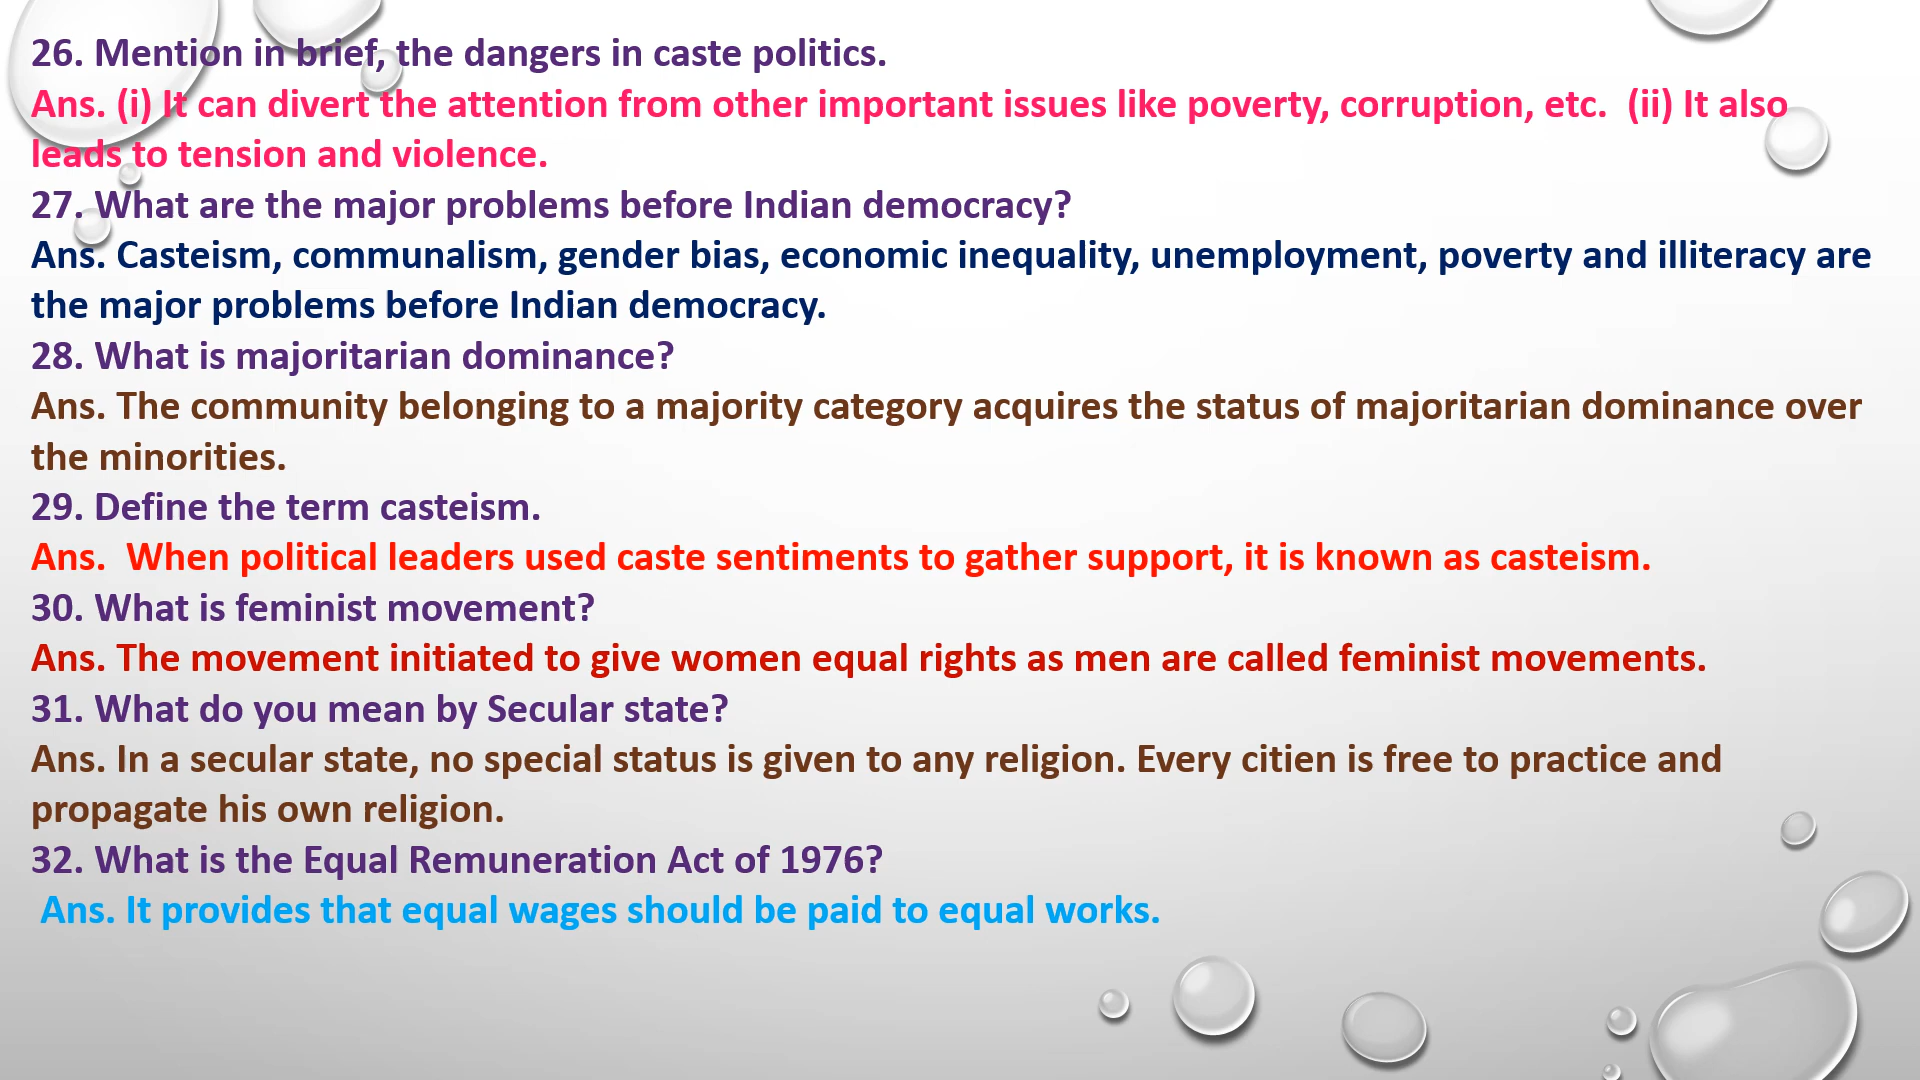 26. Mention in brief, the dangers in caste politics.
Ans. (i) It can divert the attention from other important issues like poverty, corruption, etc.  (ii) It also
leads to tension and violence.
27. What are the major problems before Indian democracy?
Ans. Casteism, communalism, gender bias, economic inequality, unemployment, poverty and illiteracy are
the major problems before Indian democracy.
28. What is majoritarian dominance?
Ans. The community belonging to a majority category acquires the status of majoritarian dominance over
the minorities.
29. Define the term casteism.
Ans.  When political leaders used caste sentiments to gather support, it is known as casteism.
30. What is feminist movement?
Ans. The movement initiated to give women equal rights as men are called feminist movements.
31. What do you mean by Secular state?
Ans. In a secular state, no special status is given to any religion. Every citien is free to practice and
propagate his own religion.
32. What is the Equal Remuneration Act of 1976?
Ans. It provides that equal wages should be paid to equal works.